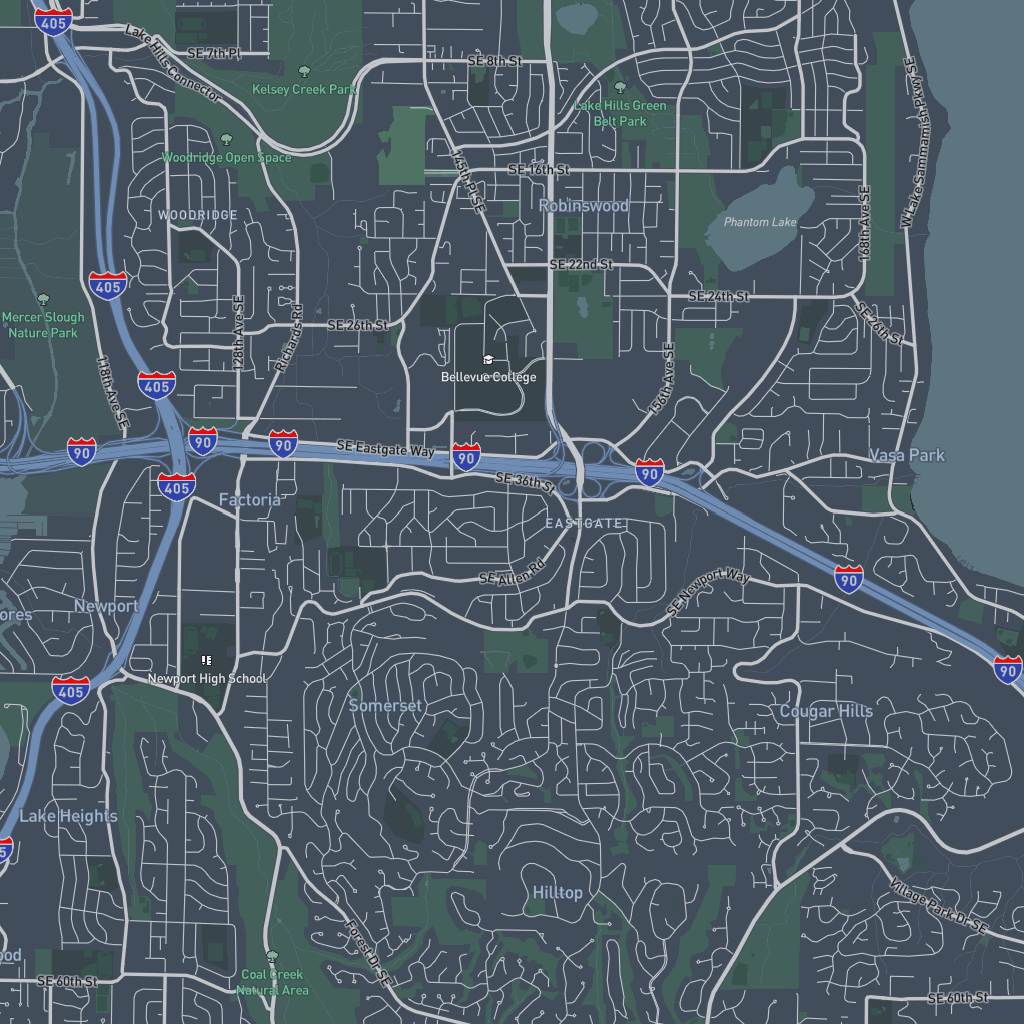 405
Lake Hills Connector
SE 7th Pl
SE 8th St
Kelsey Creek Park
Lake Hills Green
Belt Park
W Lake Sammamish Pkwy SE
Woodridge Open Space
145th Pl SE
SE 16th St
WOODRIDGE
Robinswood
Phantom Lake
168th Ave SE
405
SE 22nd St
Mercer Slough
Nature Park
128th Ave SE
Richards Rd
SE 26th St
SE 24th St
SE 26th St
118th Ave SE
405
Bellevue College
156th Ave SE
90
90
90
SE Eastgate Way
90
90
Vasa Park
405
Factoria
SE 36th St
EASTGATE
SE Allen Rd
SE Newport Way
90
ores
Newport
405
Newport High School
90
Somerset
Cougar Hills
Lake Heights
5
Hilltop
Village Park Dr SE
Forest Dr SE
ood
SE 60th St
Coal Creek
Natural Area
SE 60th St